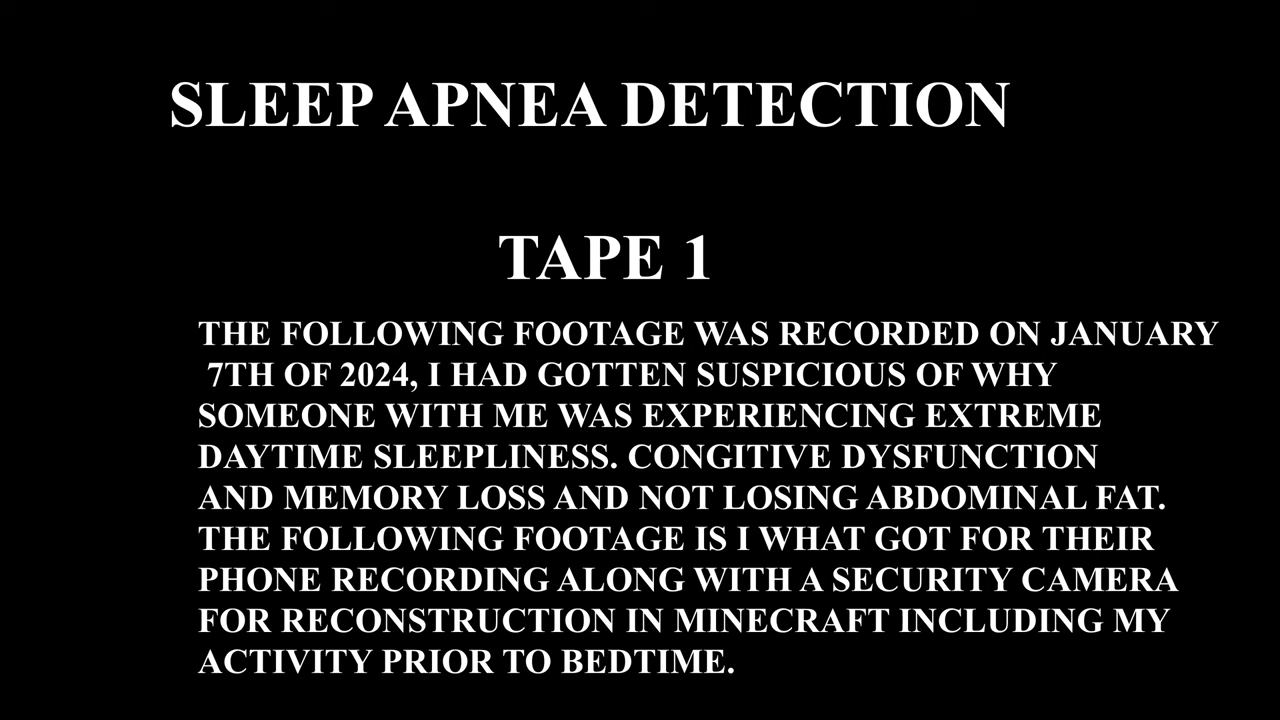 SLEEP APNEA DETECTION
TAPE 1
THE FOLLOWING FOOTAGE WAS RECORDED ON JANUARY
7TH OF 2024, I HAD GOTTEN SUSPICIOUS OF WHY
SOMEONE WITH ME WAS EXPERIENCING EXTREME
DAYTIME SLEEPLINESS. CONGITIVE DYSFUNCTION
AND MEMORY LOSS AND NOT LOSING ABDOMINAL FAT.
THE FOLLOWING FOOTAGE IS I WHAT GOT FOR THEIR
PHONE RECORDING ALONG WITH A SECURITY CAMERA
FOR RECONSTRUCTION IN MINECRAFT INCLUDING MY
ACTIVITY PRIOR TO BEDTIME.